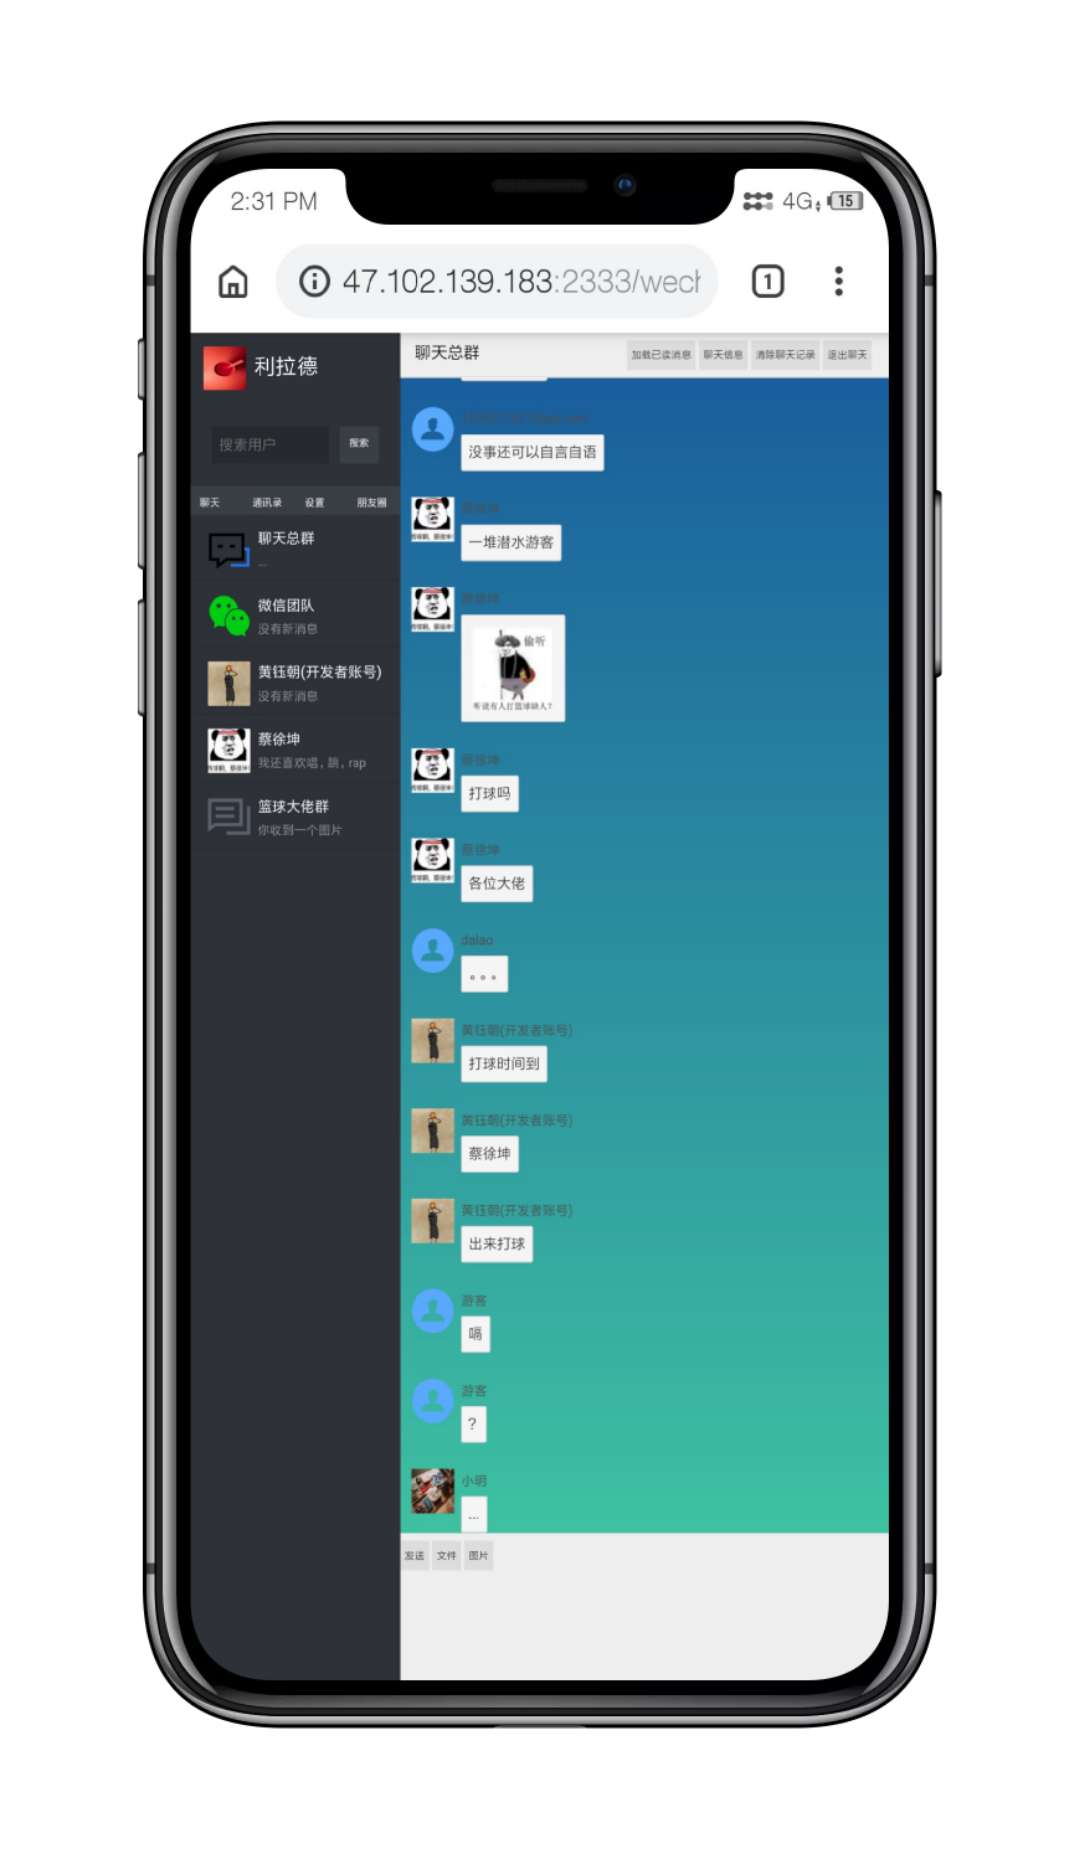 2:31 PM
4G
15
47.102.139.183:2333/wecl
1
利拉德
搜索用户
搜索
聊天 通讯录 设置 朋友圈
聊天总群
...
微信团队
没有新消息
黄钰朝(开发者账号)
没有新消息
蔡徐坤
我还喜欢唱，跳，rap
篮球大佬群
你收到一个图片
聊天总群
加载已读消息 聊天信息 清除聊天记录 退出聊天
没事还可以自言自语
蔡徐坤
一堆潜水游客
蔡徐坤
偷听
听说有人打篮球缺人?
蔡徐坤
打球吗
蔡徐坤
各位大佬
dalao
。。。
黄钰朝(开发者账号)
打球时间到
黄钰朝(开发者账号)
蔡徐坤
黄钰朝(开发者账号)
出来打球
游客
嗝
游客
?
小明
...
发送 文件 图片